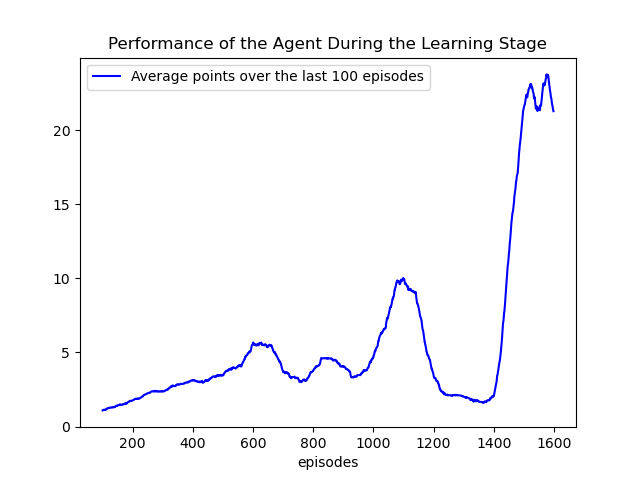 Performance of the Agent During the Learning Stage
Average points over the last 100 episodes
20
15
10
5
0
200 400 600 800 1000 1200 1400 1600
episodes